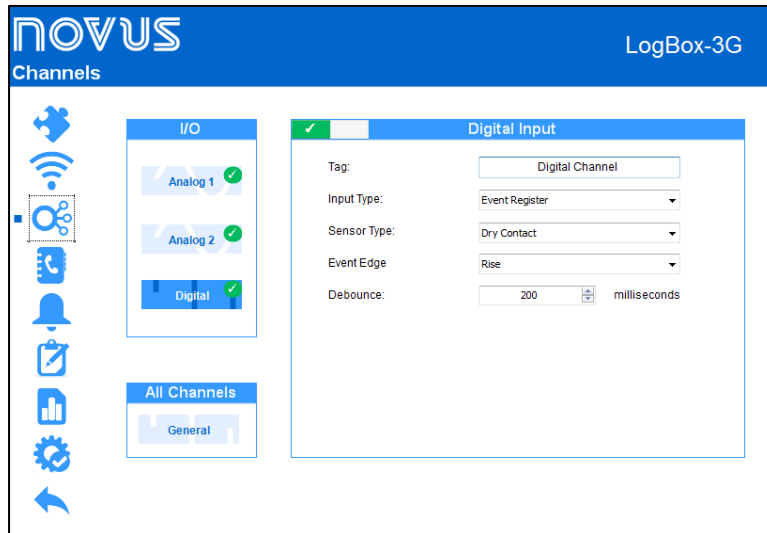 NOVUS
LogBox-3G
Channels
I/O
Analog 1
Analog 2
Digital
All Channels
General
Digital Input
Tag: Digital Channel
Input Type: Event Register
Sensor Type: Dry Contact
Event Edge Rise
Debounce: 200 milliseconds